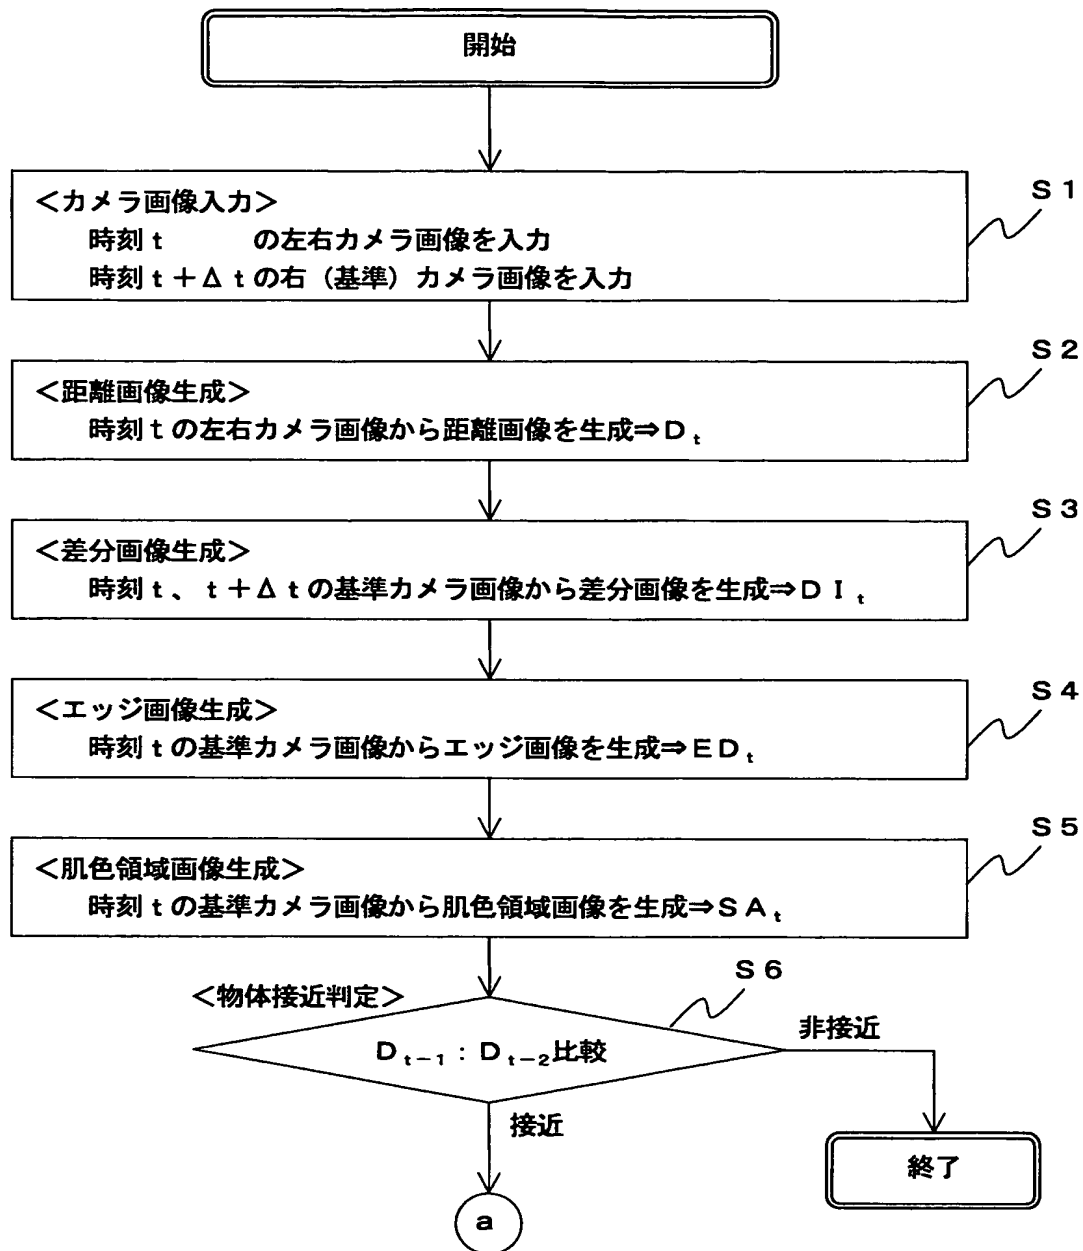 開始
S1
<カメラ画像入力>
時刻t　　　の左右カメラ画像を入力
時刻t+Δtの右（基準）カメラ画像を入力
S2
<距離画像生成>
時刻tの左右カメラ画像から距離画像を生成⇒Dₜ
S3
<差分画像生成>
時刻t、t+Δtの基準カメラ画像から差分画像を生成⇒DIₜ
S4
<エッジ画像生成>
時刻tの基準カメラ画像からエッジ画像を生成⇒EDₜ
S5
<肌色領域画像生成>
時刻tの基準カメラ画像から肌色領域画像を生成⇒SAₜ
S6
<物体接近判定>
非接近
Dₜ₋₁：Dₜ₋₂比較
接近
終了
a